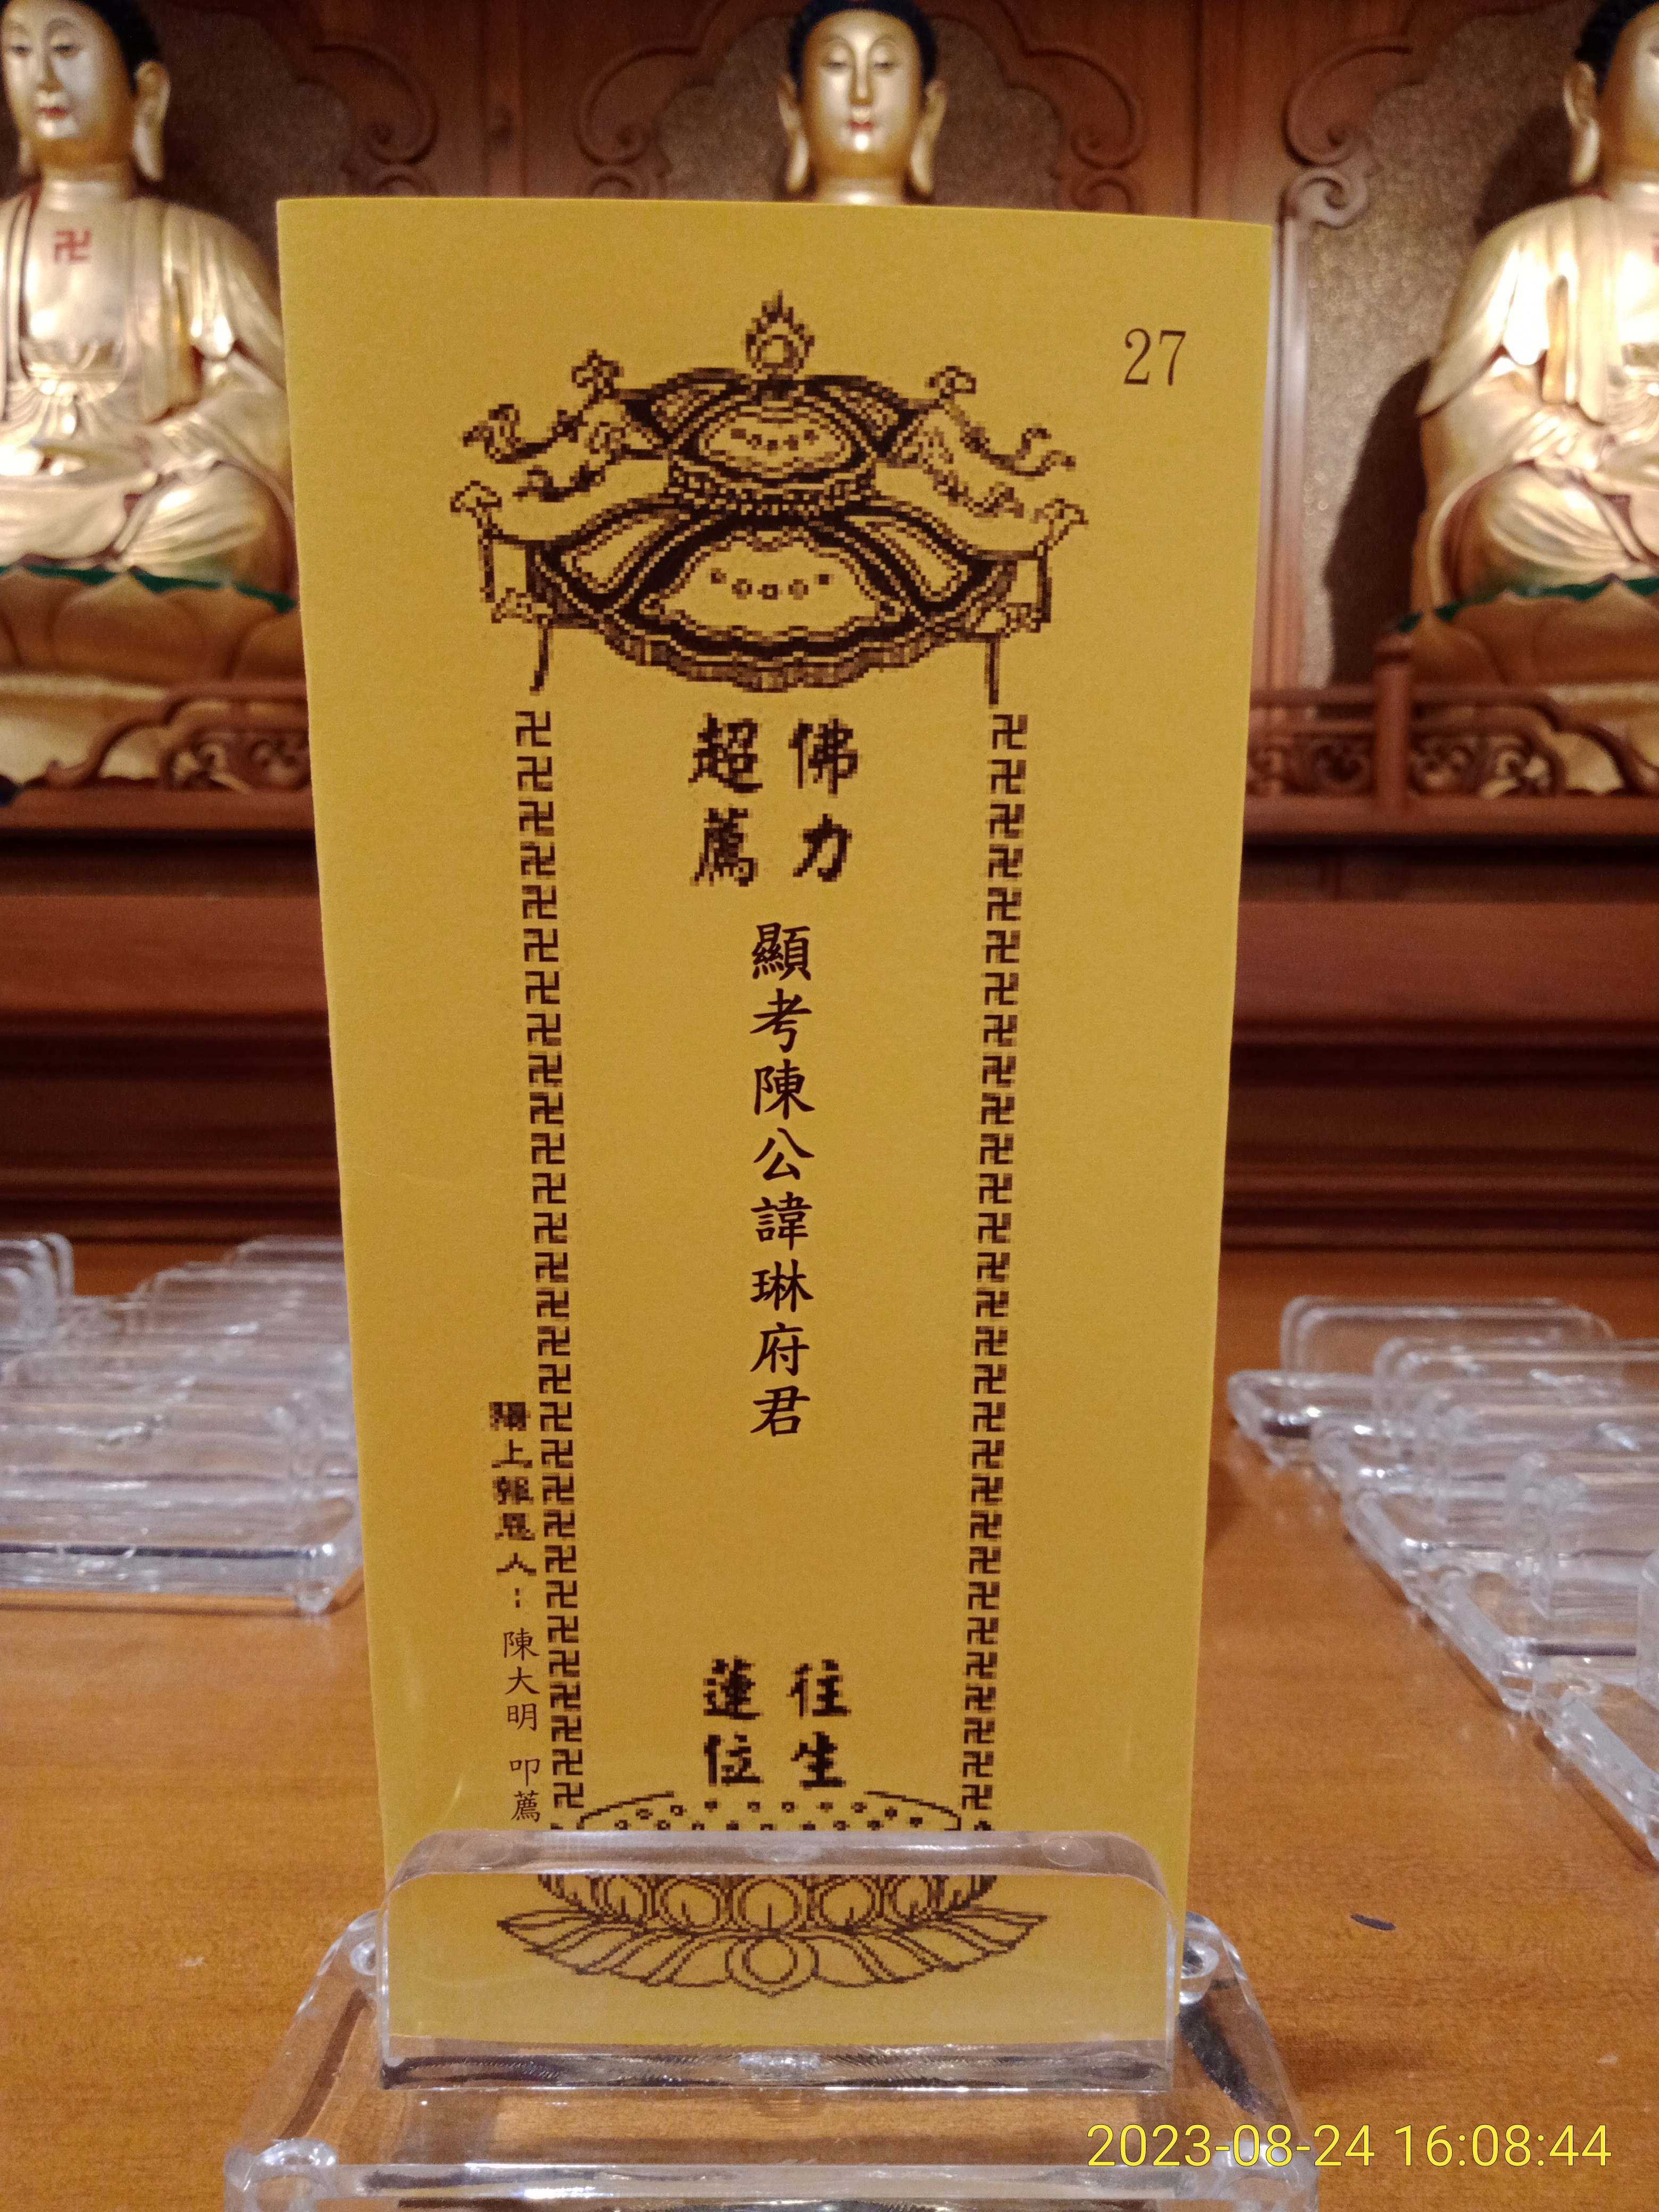 27
佛力
超薦
顯考陳公諱琳府君
往生
蓮位
陽上報恩人：陳大明 叩薦
2023-08-24 16:08:44